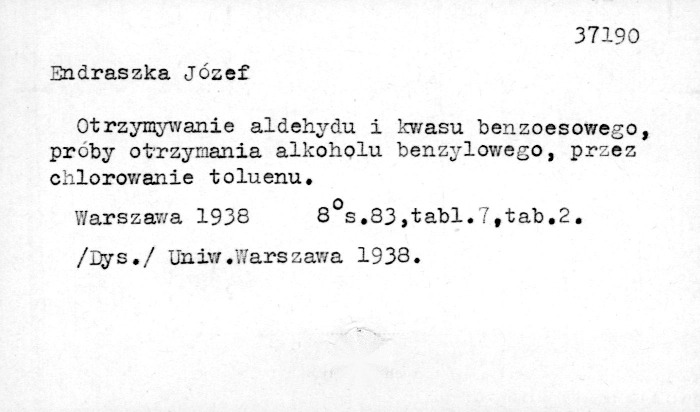 37190
Endraszka Józef
Otrzymywanie aldehydu i kwasu benzoesowego,
próby otrzymania alkoholu benzylowego, przez
chlorowanie toluenu.
Warszawa 1938 8°s.83,tabl.7,tab.2.
/Dys./ Uniw.Warszawa 1938.